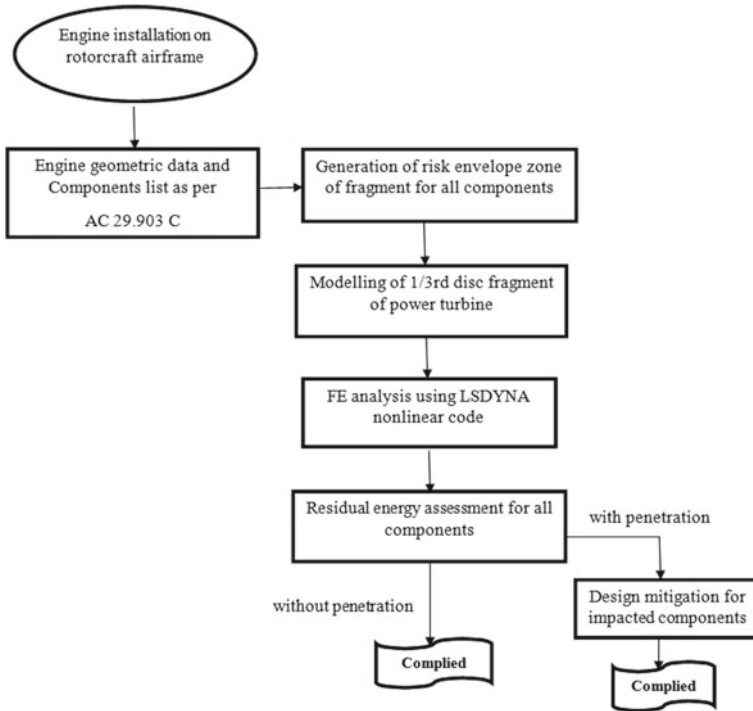 Engine installation on
rotorcraft airframe
Engine geometric data and
Components list as per
AC 29.903 C
Generation of risk envelope zone
of fragment for all components
Modelling of 1/3rd disc fragment
of power turbine
FE analysis using LSDYNA
nonlinear code
Residual energy assessment for all
components
with penetration
without penetration
Design mitigation for
impacted components
Complied
Complied